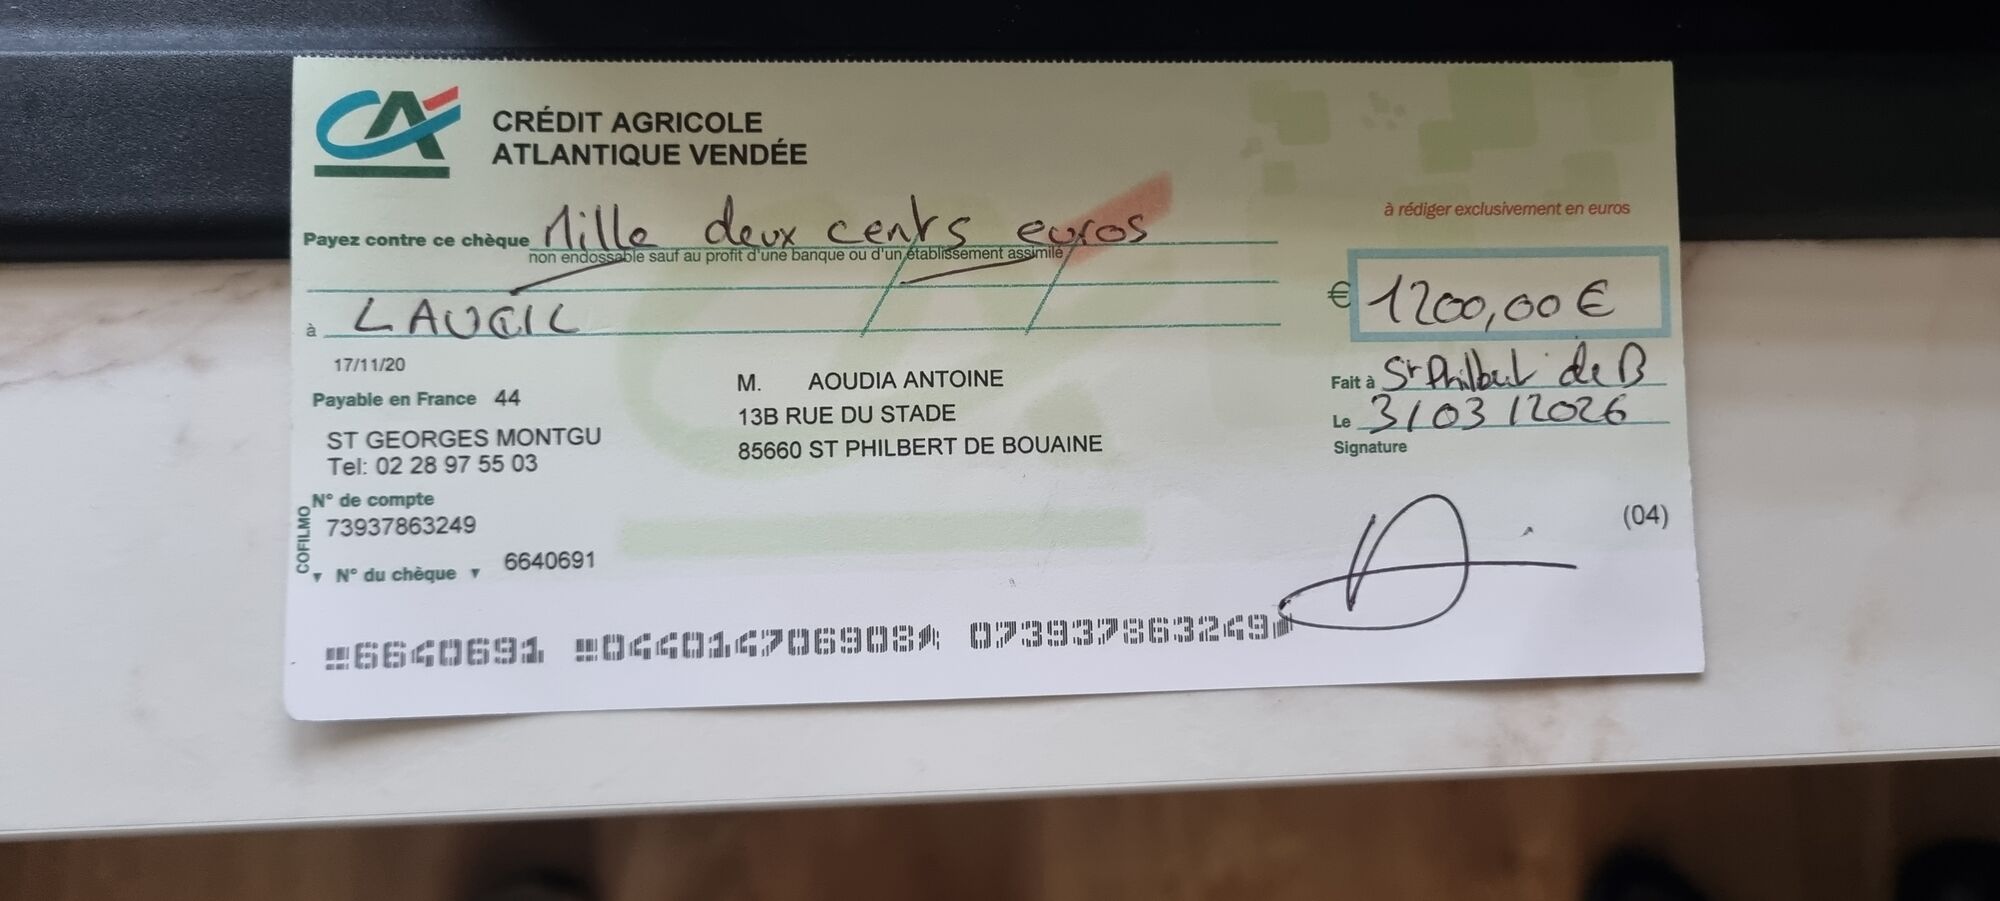 CA
CRÉDIT AGRICOLE
ATLANTIQUE VENDÉE
à rédiger exclusivement en euros
Payez contre ce chèque Mille deux cents euros
non endossable sauf au profit d'une banque ou d'un établissement assimilé
€ 1200,00 €
à LAUCIL
17/11/20
Payable en France 44
ST GEORGES MONTGU
Tel: 02 28 97 55 03
M. AOUDIA ANTOINE
13B RUE DU STADE
85660 ST PHILBERT DE BOUAINE
Fait à St Philbert de B
Le 3/03/2026
Signature
(04)
COFILMO
N° de compte
73937863249
N° du chèque 6640691
6640691 044014706908 073937863249